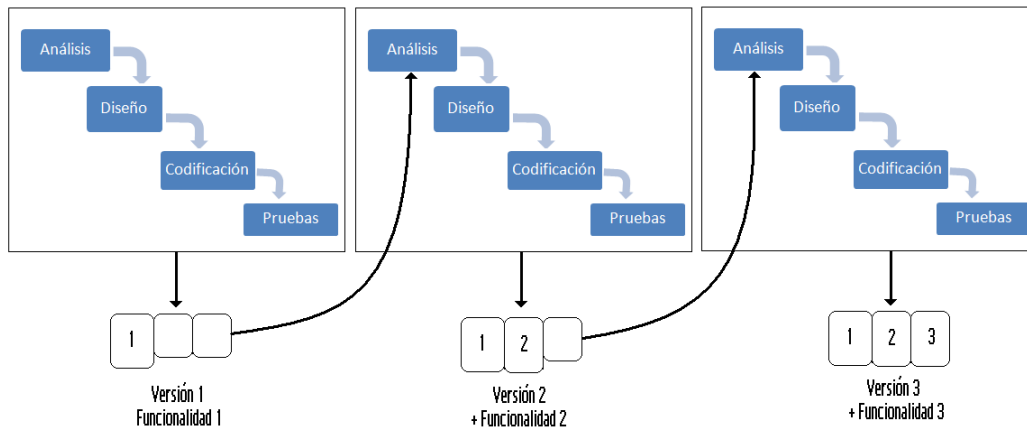 Análisis
Diseño
Codificación
Pruebas
Análisis
Diseño
Codificación
Pruebas
Análisis
Diseño
Codificación
Pruebas
1
1 2
1 2 3
Versión 1
Funcionalidad 1
Versión 2
+ Funcionalidad 2
Versión 3
+ Funcionalidad 3